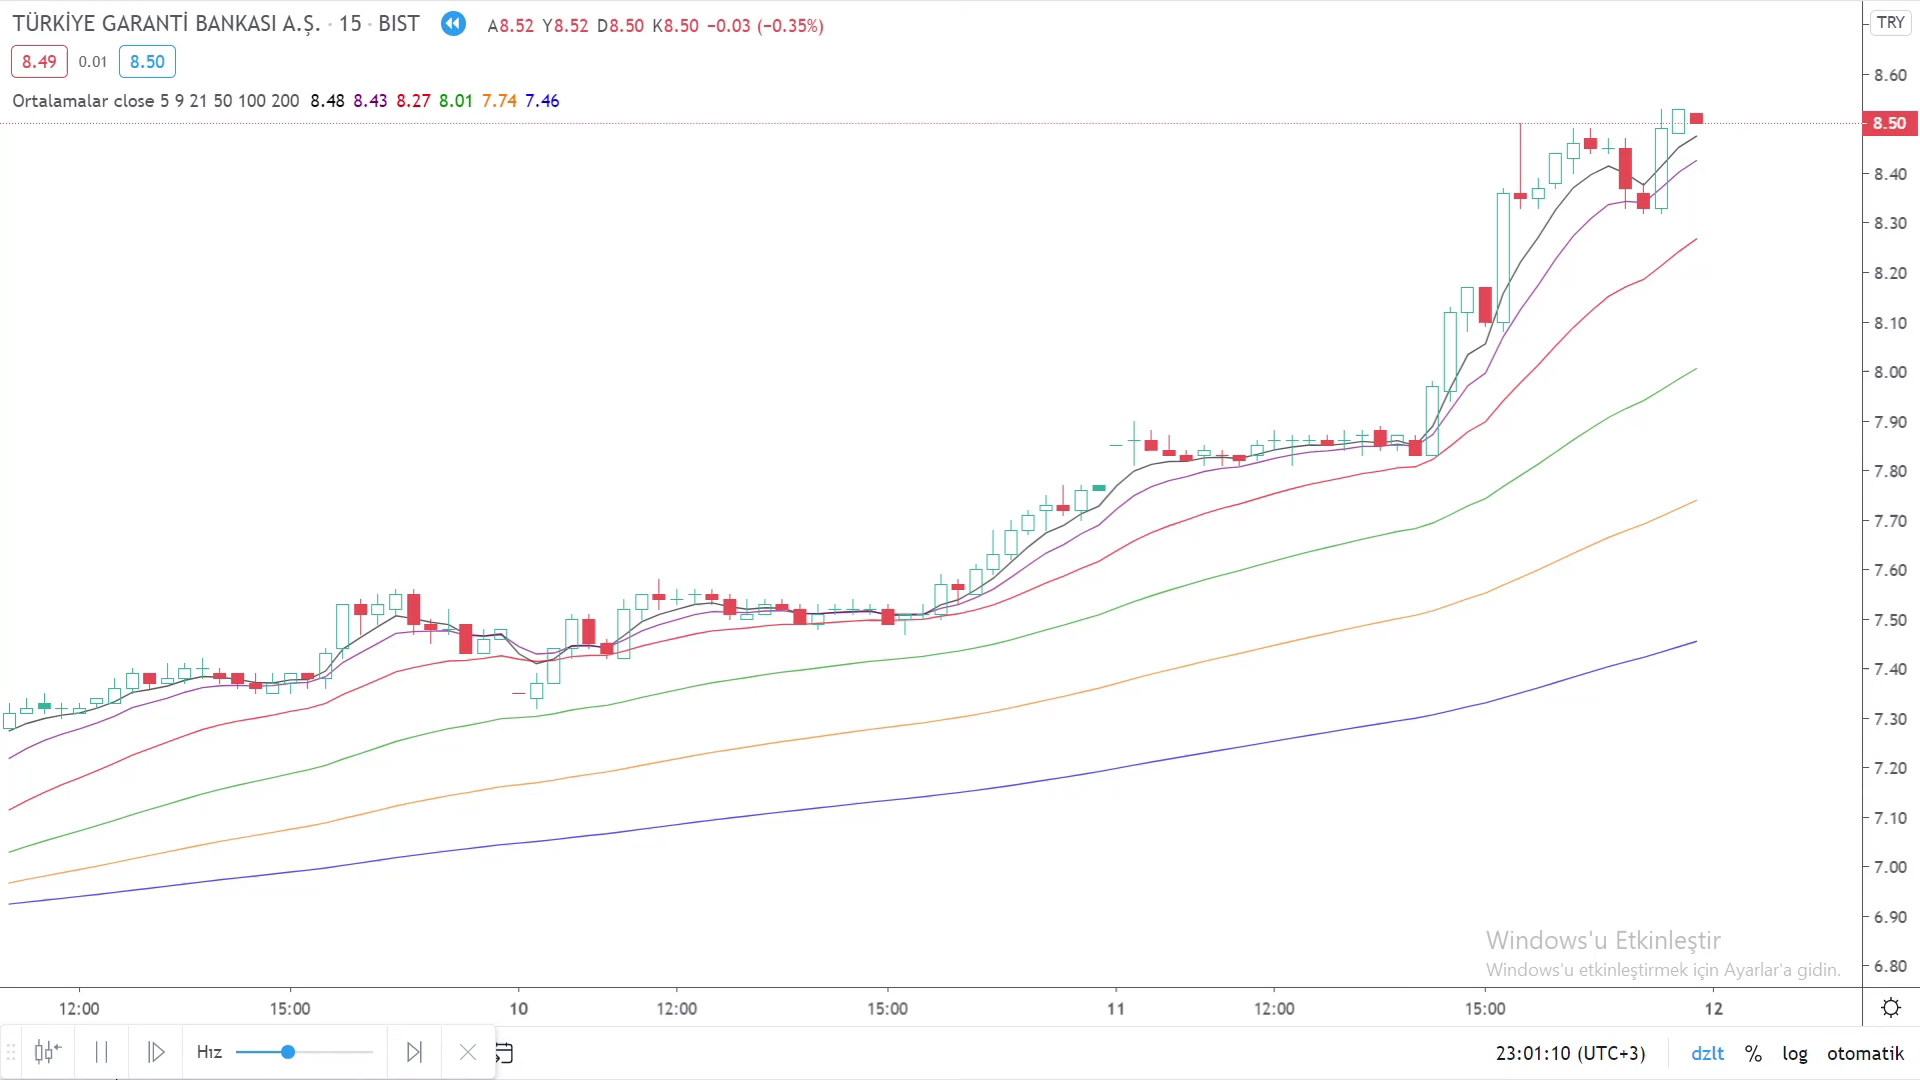 TÜRKİYE GARANTİ BANKASI A.Ş. · 15 · BIST A8.52 Y8.52 D8.50 K8.50 −0.03 (−0.35%)
TRY
8.49 0.01 8.50
8.60
Ortalamalar close 5 9 21 50 100 200 8.48 8.43 8.27 8.01 7.74 7.46
8.50
8.40
8.30
8.20
8.10
8.00
7.90
7.80
7.70
7.60
7.50
7.40
7.30
7.20
7.10
7.00
6.90
6.80
Windows'u Etkinleştir
Windows'u etkinleştirmek için Ayarlar'a gidin.
12:00 15:00 10 12:00 15:00 11 12:00 15:00 12
Hız
23:01:10 (UTC+3) dzlt % log otomatik